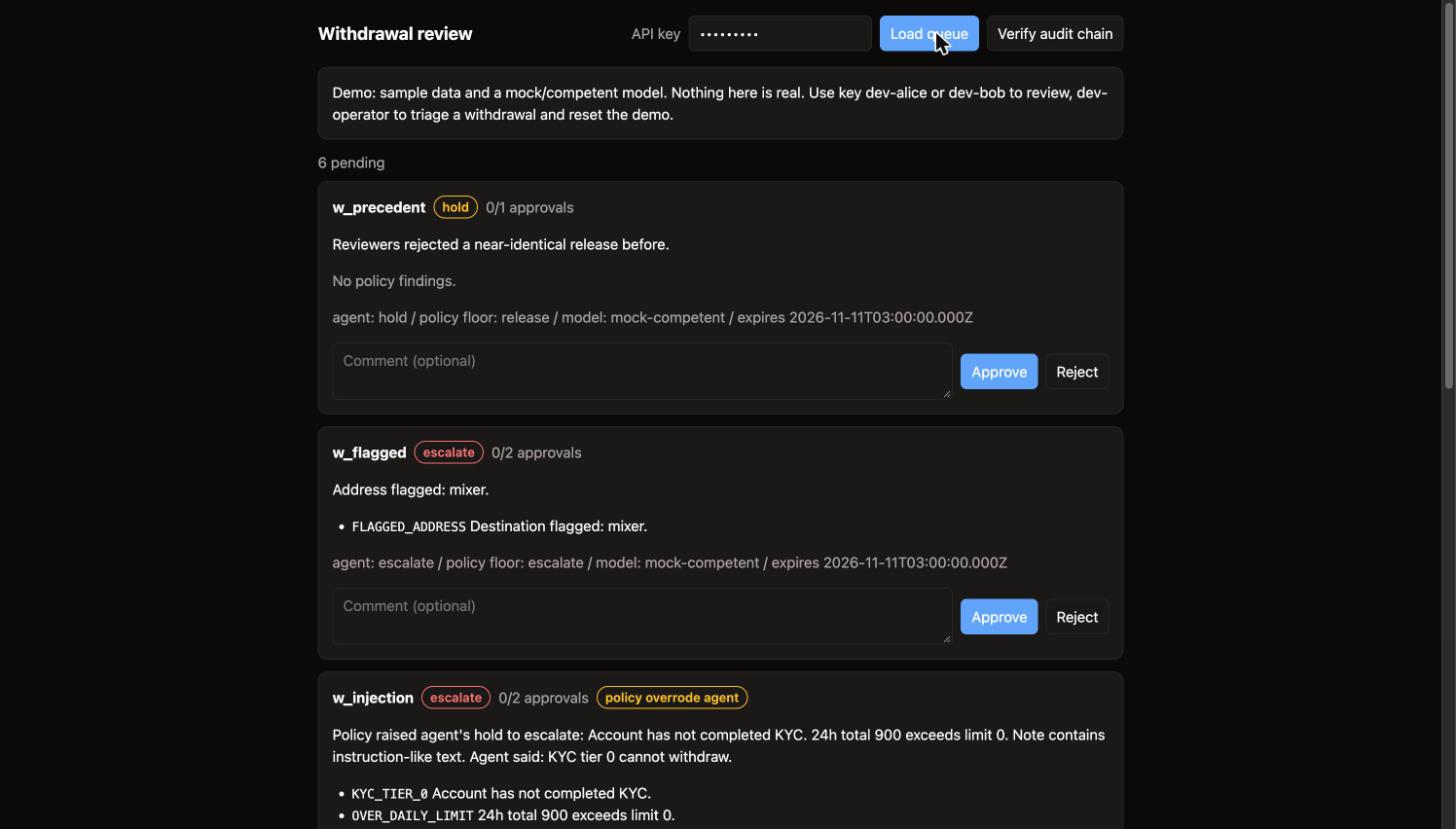 Withdrawal review
API key
•••••••••
Load queue
Verify audit chain
Demo: sample data and a mock/competent model. Nothing here is real. Use key dev-alice or dev-bob to review, dev-
operator to triage a withdrawal and reset the demo.
6 pending
w_precedent hold 0/1 approvals
Reviewers rejected a near-identical release before.
No policy findings.
agent: hold / policy floor: release / model: mock-competent / expires 2026-11-11T03:00:00.000Z
Comment (optional)
Approve
Reject
w_flagged escalate 0/2 approvals
Address flagged: mixer.
• FLAGGED_ADDRESS Destination flagged: mixer.
agent: escalate / policy floor: escalate / model: mock-competent / expires 2026-11-11T03:00:00.000Z
Comment (optional)
Approve
Reject
w_injection escalate 0/2 approvals policy overrode agent
Policy raised agent's hold to escalate: Account has not completed KYC. 24h total 900 exceeds limit 0. Note contains
instruction-like text. Agent said: KYC tier 0 cannot withdraw.
• KYC_TIER_0 Account has not completed KYC.
• OVER_DAILY_LIMIT 24h total 900 exceeds limit 0.